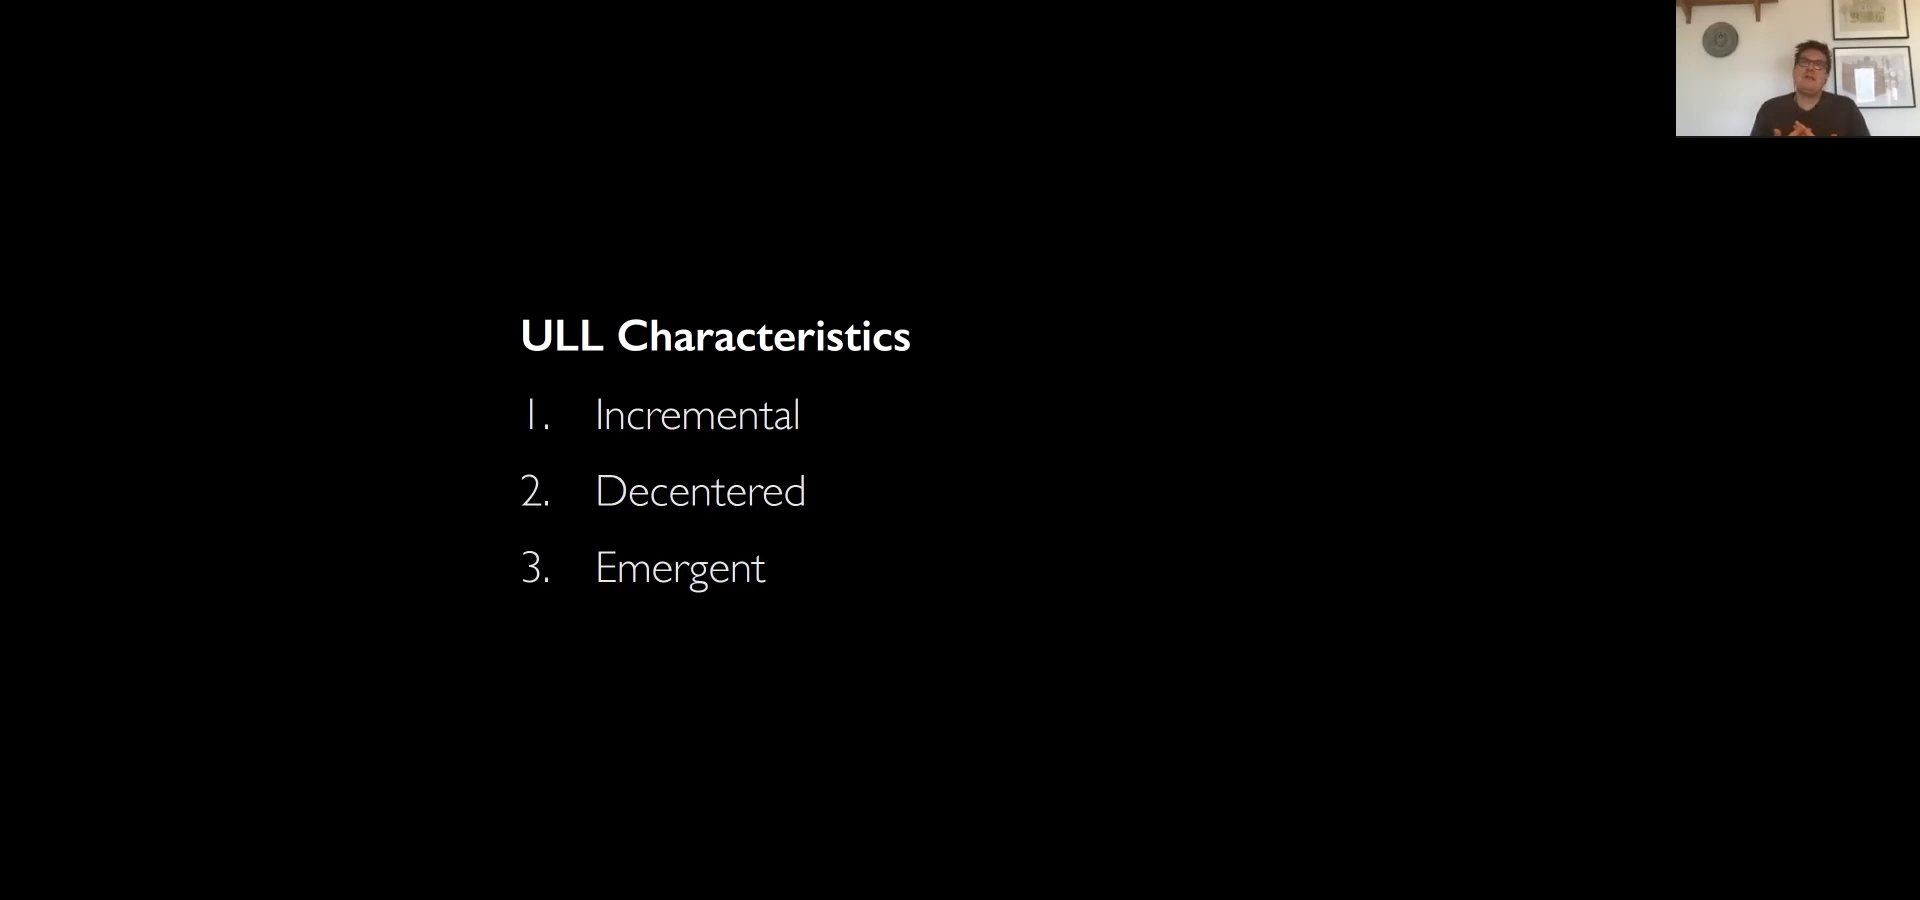 ULL Characteristics
1. Incremental
2. Decentered
3. Emergent